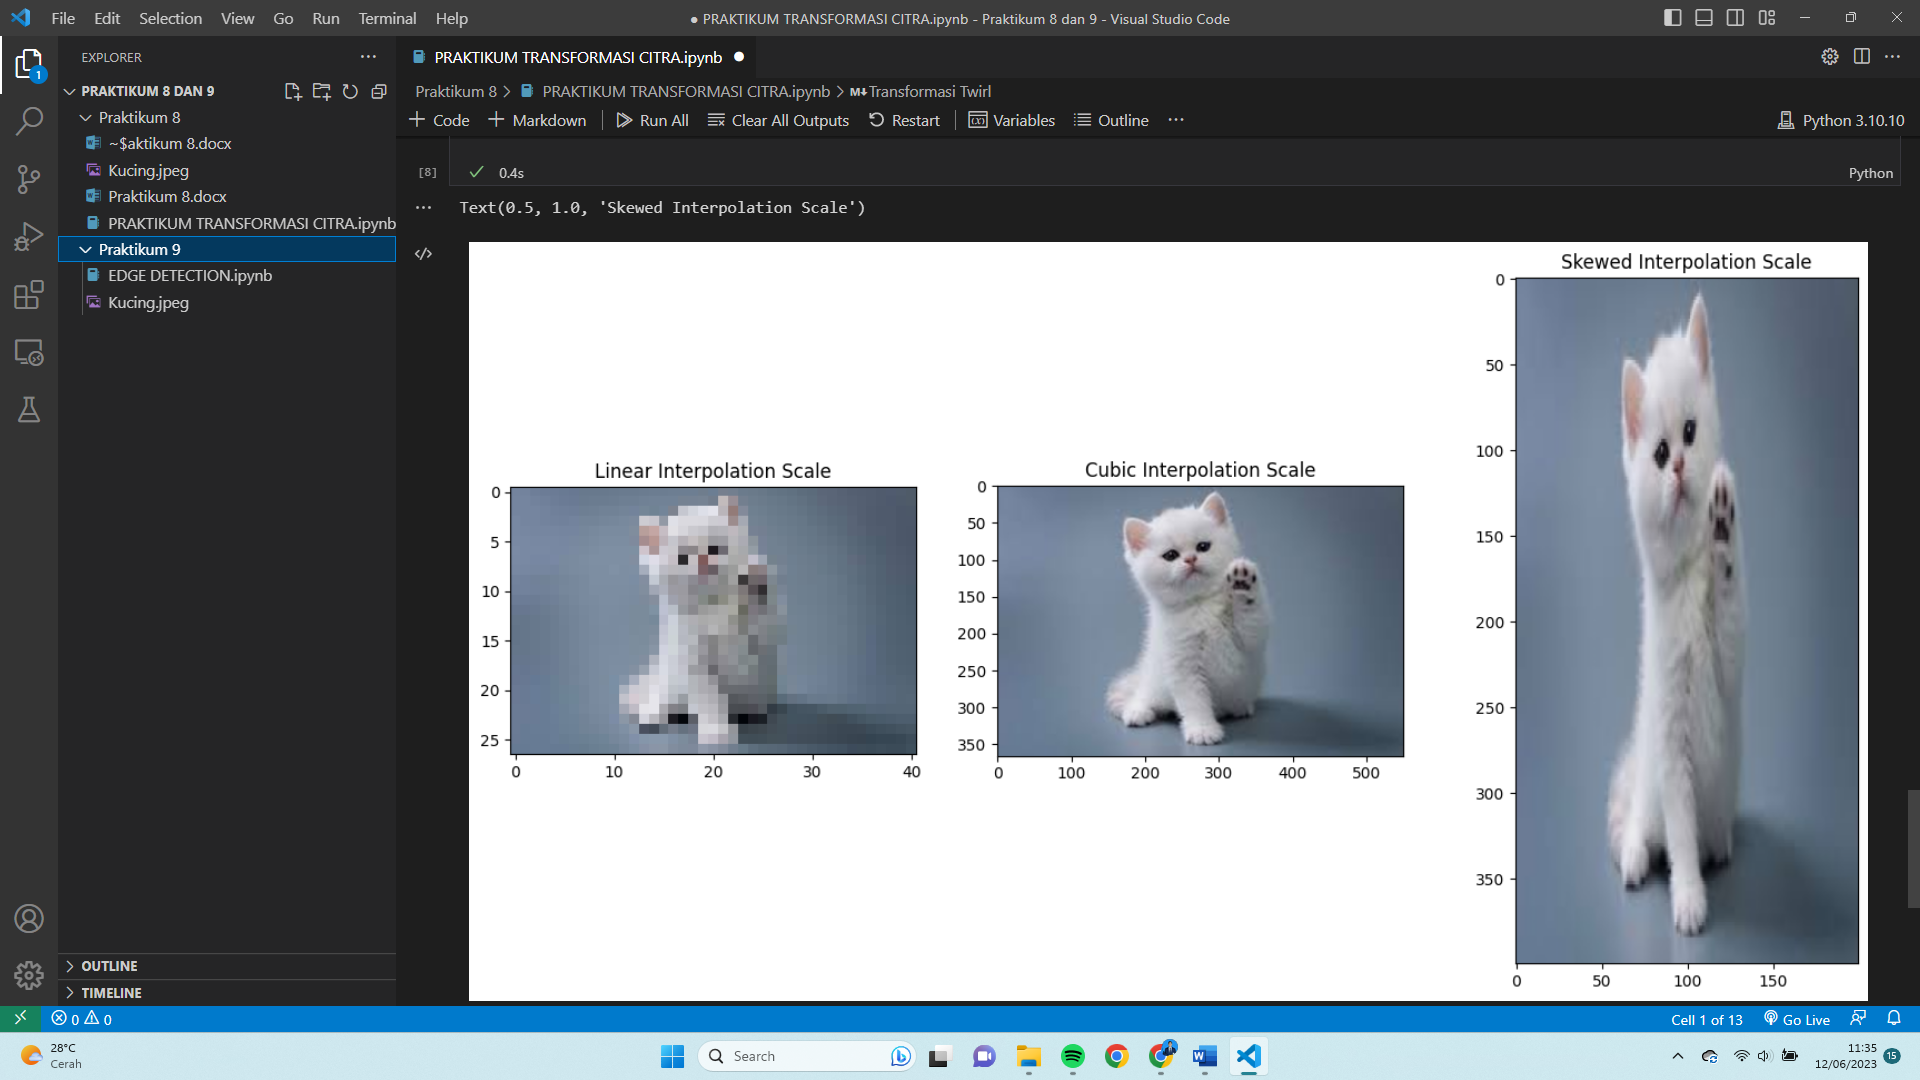 File Edit Selection View Go Run Terminal Help
● PRAKTIKUM TRANSFORMASI CITRA.ipynb - Praktikum 8 dan 9 - Visual Studio Code
EXPLORER
PRAKTIKUM 8 DAN 9
Praktikum 8
~$aktikum 8.docx
Kucing.jpeg
Praktikum 8.docx
PRAKTIKUM TRANSFORMASI CITRA.ipynb
Praktikum 9
EDGE DETECTION.ipynb
Kucing.jpeg
OUTLINE
TIMELINE
1
PRAKTIKUM TRANSFORMASI CITRA.ipynb
Praktikum 8 > PRAKTIKUM TRANSFORMASI CITRA.ipynb > M↓Transformasi Twirl
+ Code + Markdown Run All Clear All Outputs Restart Variables Outline ... Python 3.10.10
[8] ✓ 0.4s Python
Text(0.5, 1.0, 'Skewed Interpolation Scale')
Linear Interpolation Scale
0
5
10
15
20
25
0 10 20 30 40
Cubic Interpolation Scale
0
50
100
150
200
250
300
350
0 100 200 300 400 500
Skewed Interpolation Scale
0
50
100
150
200
250
300
350
0 50 100 150
0 0
Cell 1 of 13 Go Live
28°C
Cerah
Search
11:35
12/06/2023
15